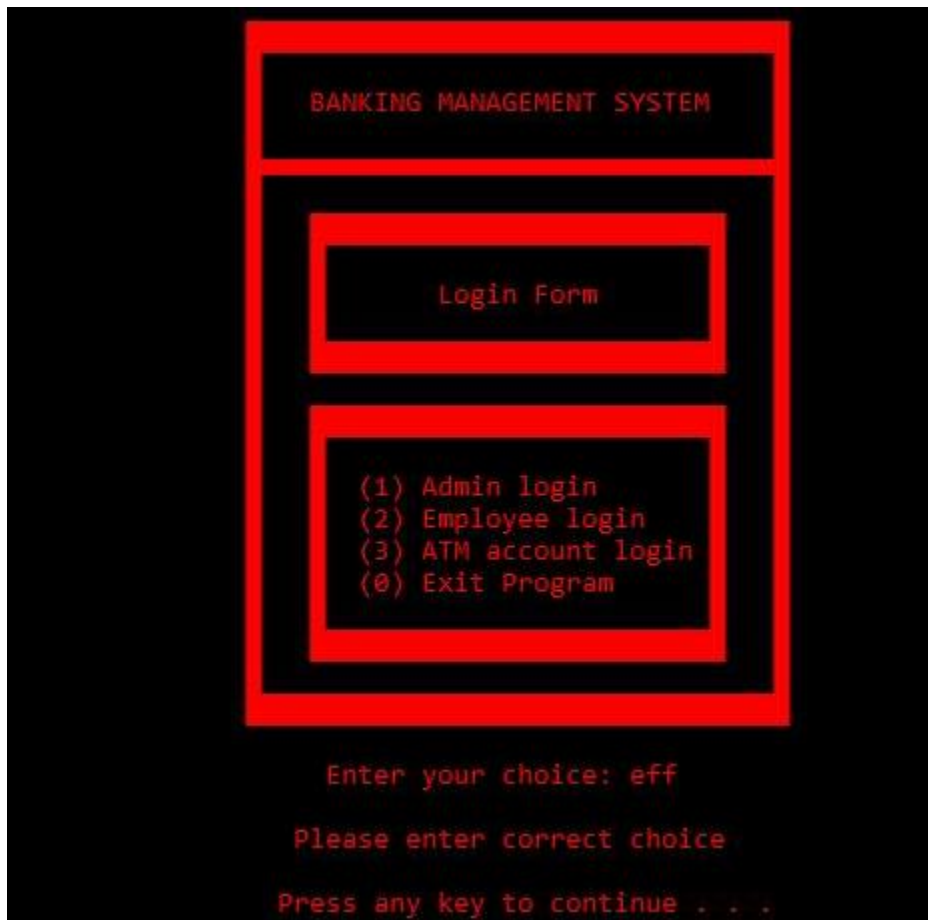 BANKING MANAGEMENT SYSTEM
Login Form
(1) Admin login
(2) Employee login
(3) ATM account login
(0) Exit Program
Enter your choice: eff
Please enter correct choice
Press any key to continue . . .